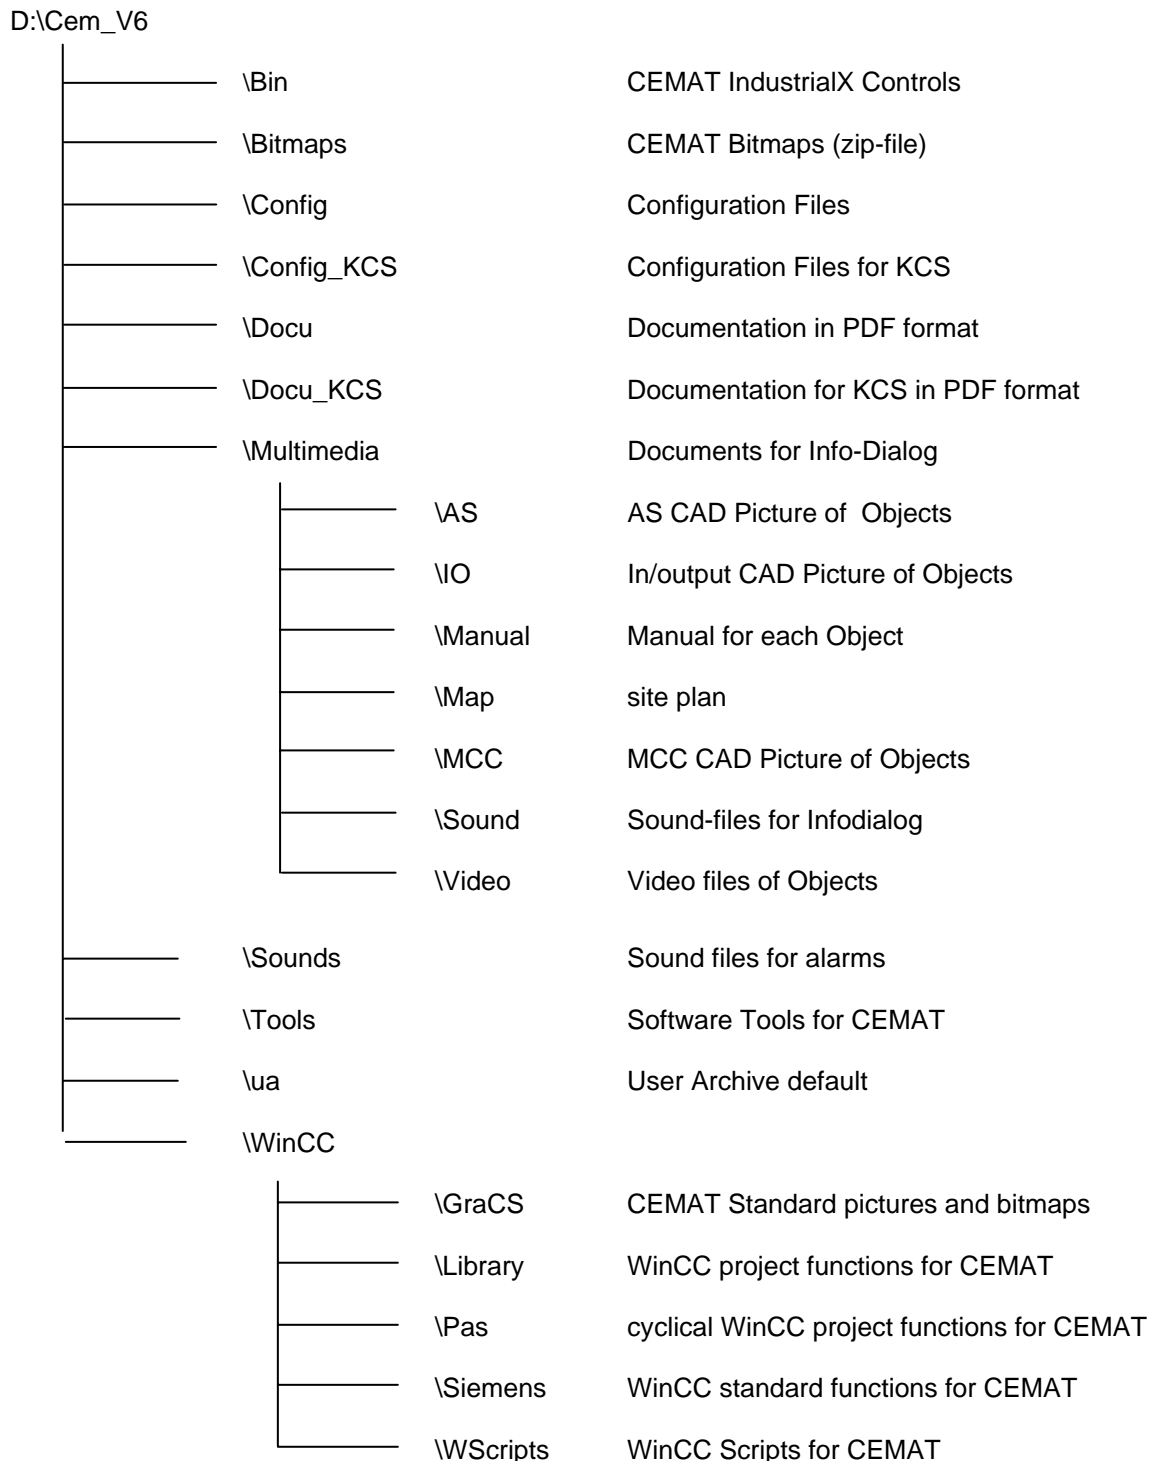 D:\Cem_V6
\Bin CEMAT IndustrialX Controls
\Bitmaps CEMAT Bitmaps (zip-file)
\Config Configuration Files
\Config_KCS Configuration Files for KCS
\Docu Documentation in PDF format
\Docu_KCS Documentation for KCS in PDF format
\Multimedia Documents for Info-Dialog
\AS AS CAD Picture of Objects
\IO In/output CAD Picture of Objects
\Manual Manual for each Object
\Map site plan
\MCC MCC CAD Picture of Objects
\Sound Sound-files for Infodialog
\Video Video files of Objects
\Sounds Sound files for alarms
\Tools Software Tools for CEMAT
\ua User Archive default
\WinCC
\GraCS CEMAT Standard pictures and bitmaps
\Library WinCC project functions for CEMAT
\Pas cyclical WinCC project functions for CEMAT
\Siemens WinCC standard functions for CEMAT
\WScripts WinCC Scripts for CEMAT